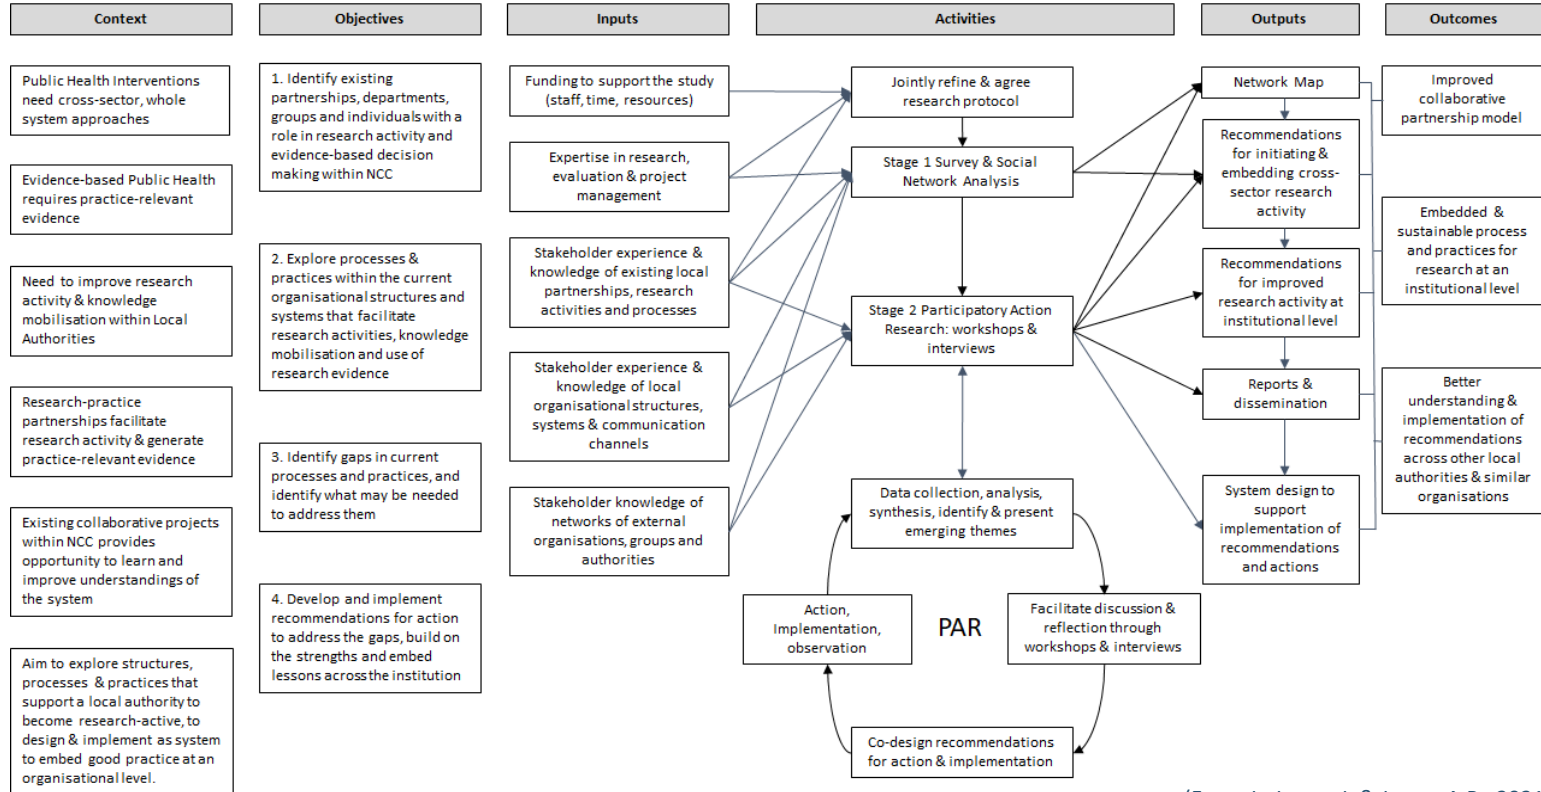 Context
Objectives
Inputs
Activities
Outputs
Outcomes
Public Health Interventions
need cross-sector, whole
system approaches
Evidence-based Public Health
requires practice-relevant
evidence
Need to improve research
activity & knowledge
mobilisation within Local
Authorities
Research-practice
partnerships facilitate
research activity & generate
practice-relevant evidence
Existing collaborative projects
within NCC provides
opportunity to learn and
improve understandings of
the system
Aim to explore structures,
processes & practices that
support a local authority to
become research-active, to
design & implement as system
to embed good practice at an
organisational level.
1. Identify existing
partnerships, departments,
groups and individuals with a
role in research activity and
evidence-based decision
making within NCC
2. Explore processes &
practices within the current
organisational structures and
systems that facilitate
research activities, knowledge
mobilisation and use of
research evidence
3. Identify gaps in current
processes and practices, and
identify what may be needed
to address them
4. Develop and implement
recommendations for action
to address the gaps, build on
the strengths and embed
lessons across the institution
Funding to support the study
(staff, time, resources)
Expertise in research,
evaluation & project
management
Stakeholder experience &
knowledge of existing local
partnerships, research
activities and processes
Stakeholder experience &
knowledge of local
organisational structures,
systems & communication
channels
Stakeholder knowledge of
networks of external
organisations, groups and
authorities
Jointly refine & agree
research protocol
Stage 1 Survey & Social
Network Analysis
Stage 2 Participatory Action
Research: workshops &
interviews
Data collection, analysis,
synthesis, identify & present
emerging themes
Action,
Implementation,
observation
PAR
Facilitate discussion &
reflection through
workshops & interviews
Co-design recommendations
for action & implementation
Network Map
Recommendations
for initiating &
embedding cross-
sector research
activity
Recommendations
for improved
research activity at
institutional level
Reports &
dissemination
System design to
support
implementation of
recommendations
and actions
Improved
collaborative
partnership model
Embedded &
sustainable process
and practices for
research at an
institutional level
Better
understanding &
implementation of
recommendations
across other local
authorities & similar
organisations